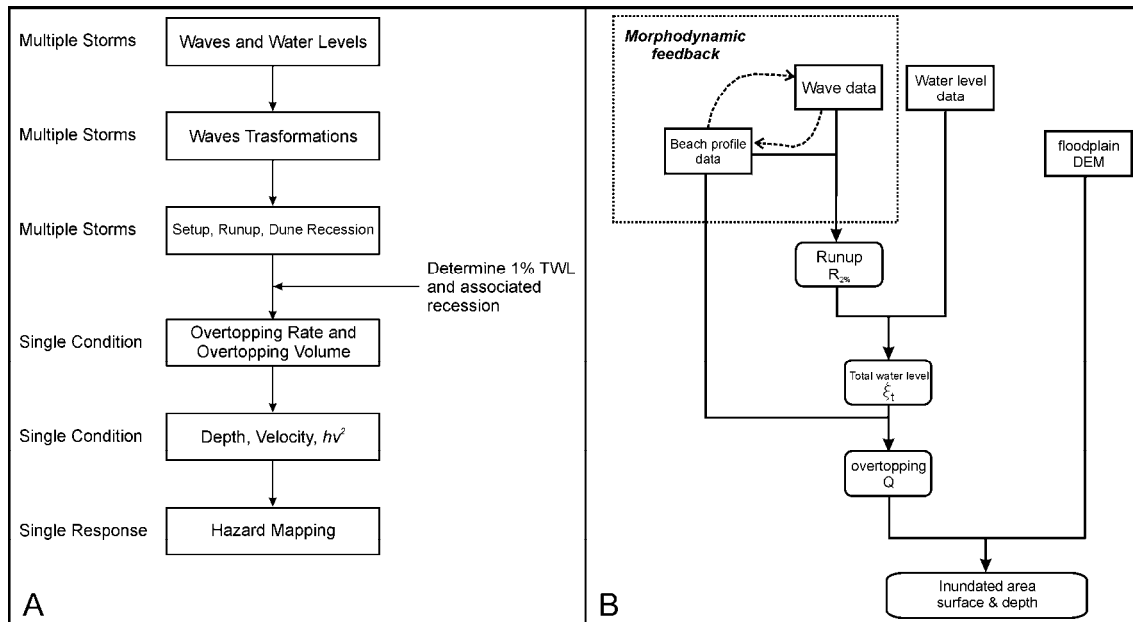 Multiple Storms
Waves and Water Levels
Multiple Storms
Waves Trasformations
Multiple Storms
Setup, Runup, Dune Recession
Determine 1% TWL
and associated
recession
Single Condition
Overtopping Rate and
Overtopping Volume
Single Condition
Depth, Velocity, hv²
Single Response
Hazard Mapping
A
Morphodynamic
feedback
Wave data
Water level
data
Beach profile
data
floodplain
DEM
Runup
R2%
Total water level
ξt
overtopping
Q
Inundated area
surface & depth
B